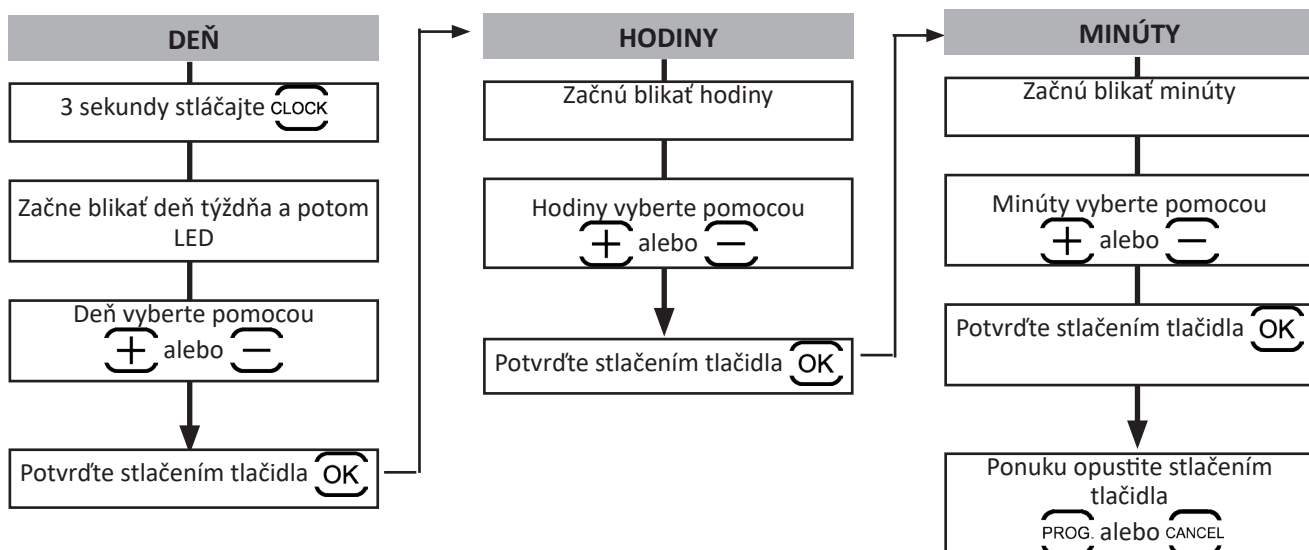 DEŇ
3 sekundy stláčajte CLOCK
Začne blikať deň týždňa a potom
LED
Deň vyberte pomocou
+ alebo −
Potvrďte stlačením tlačidla OK
HODINY
Začnú blikať hodiny
Hodiny vyberte pomocou
+ alebo −
Potvrďte stlačením tlačidla OK
MINÚTY
Začnú blikať minúty
Minúty vyberte pomocou
+ alebo −
Potvrďte stlačením tlačidla OK
Ponuku opustite stlačením
tlačidla
PROG. alebo CANCEL